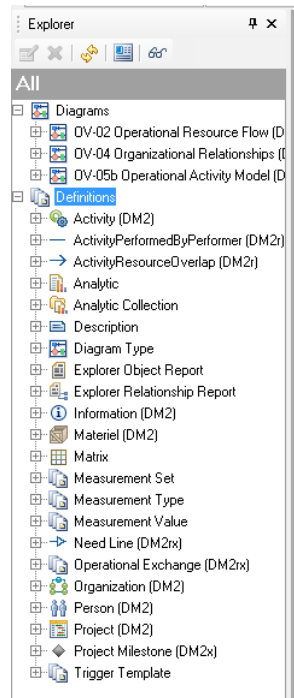 Explorer
All
Diagrams
OV-02 Operational Resource Flow (D
OV-04 Organizational Relationships (
OV-05b Operational Activity Model (D
Definitions
Activity (DM2)
ActivityPerformedByPerformer (DM2r)
ActivityResourceOverlap (DM2r)
Analytic
Analytic Collection
Description
Diagram Type
Explorer Object Report
Explorer Relationship Report
Information (DM2)
Materiel (DM2)
Matrix
Measurement Set
Measurement Type
Measurement Value
Need Line (DM2rx)
Operational Exchange (DM2rx)
Organization (DM2)
Person (DM2)
Project (DM2)
Project Milestone (DM2x)
Trigger Template